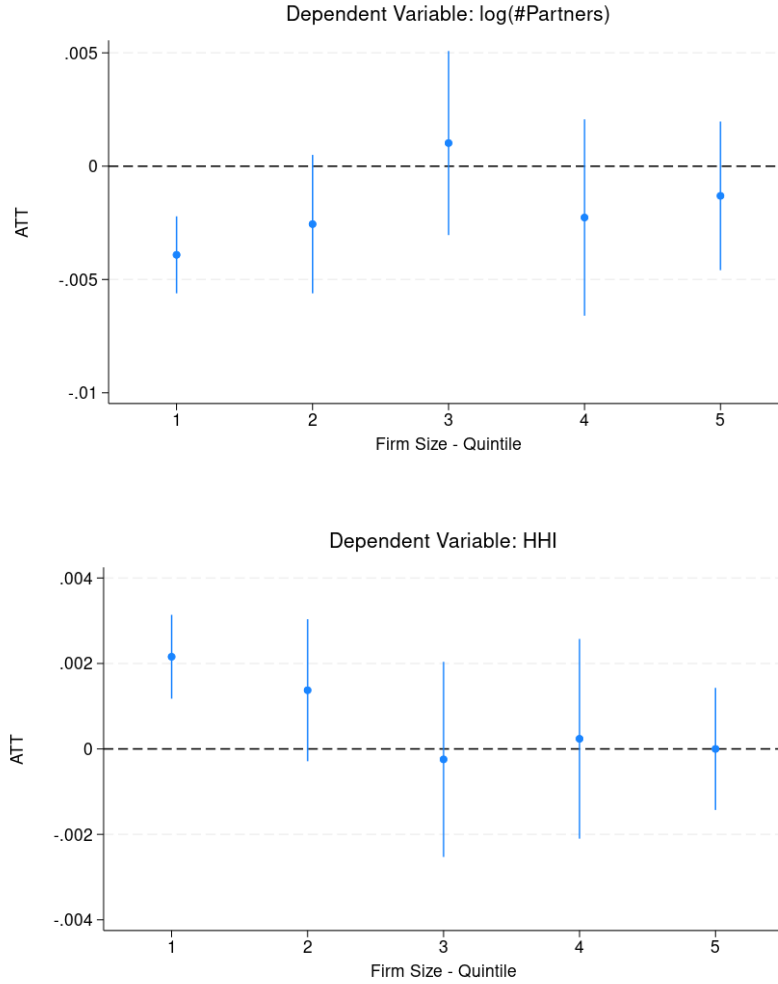 Dependent Variable: log(#Partners)
.005
0
-.005
-.01
ATT
1 2 3 4 5
Firm Size - Quintile
Dependent Variable: HHI
.004
.002
0
-.002
-.004
ATT
1 2 3 4 5
Firm Size - Quintile